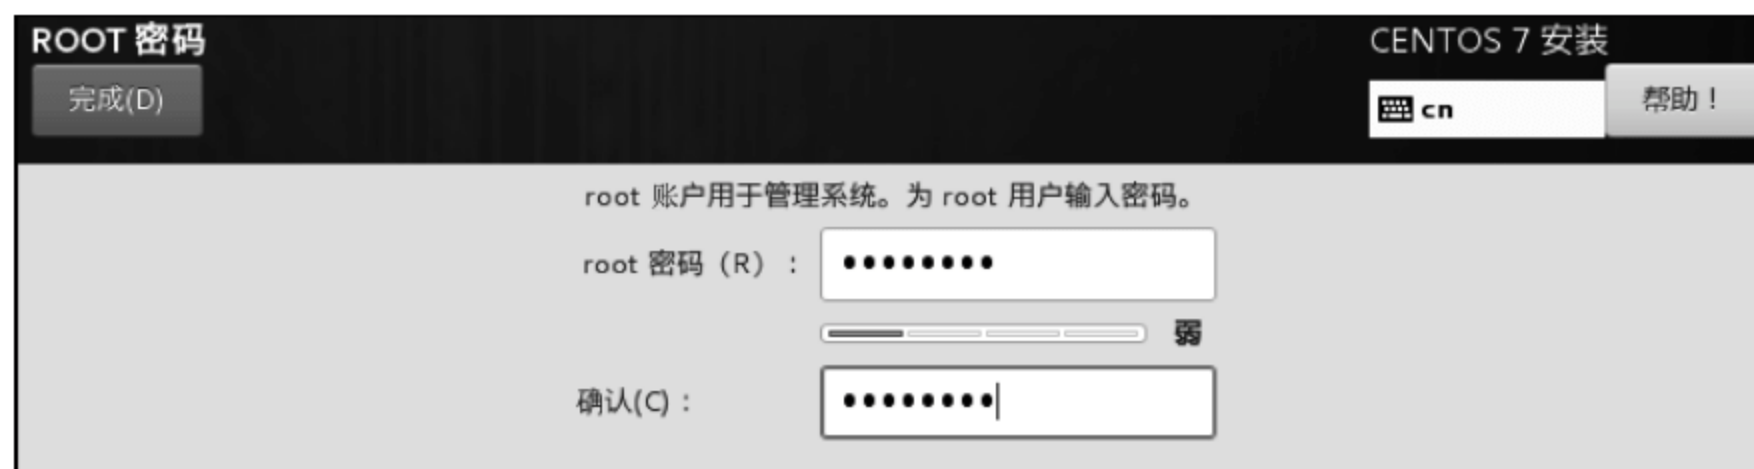 ROOT 密码
CENTOS 7 安装
完成(D)
cn
帮助！
root 账户用于管理系统。为 root 用户输入密码。
root 密码（R）：
••••••••
弱
确认(C)：
••••••••